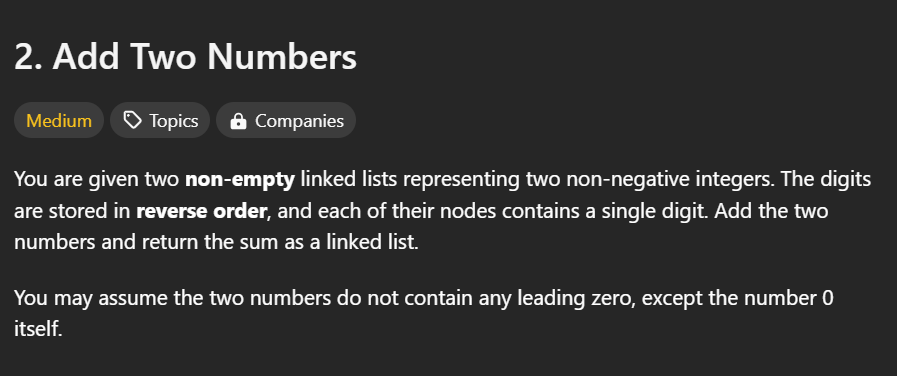 2. Add Two Numbers
Medium Topics Companies
You are given two non-empty linked lists representing two non-negative integers. The digits
are stored in reverse order, and each of their nodes contains a single digit. Add the two
numbers and return the sum as a linked list.
You may assume the two numbers do not contain any leading zero, except the number 0
itself.